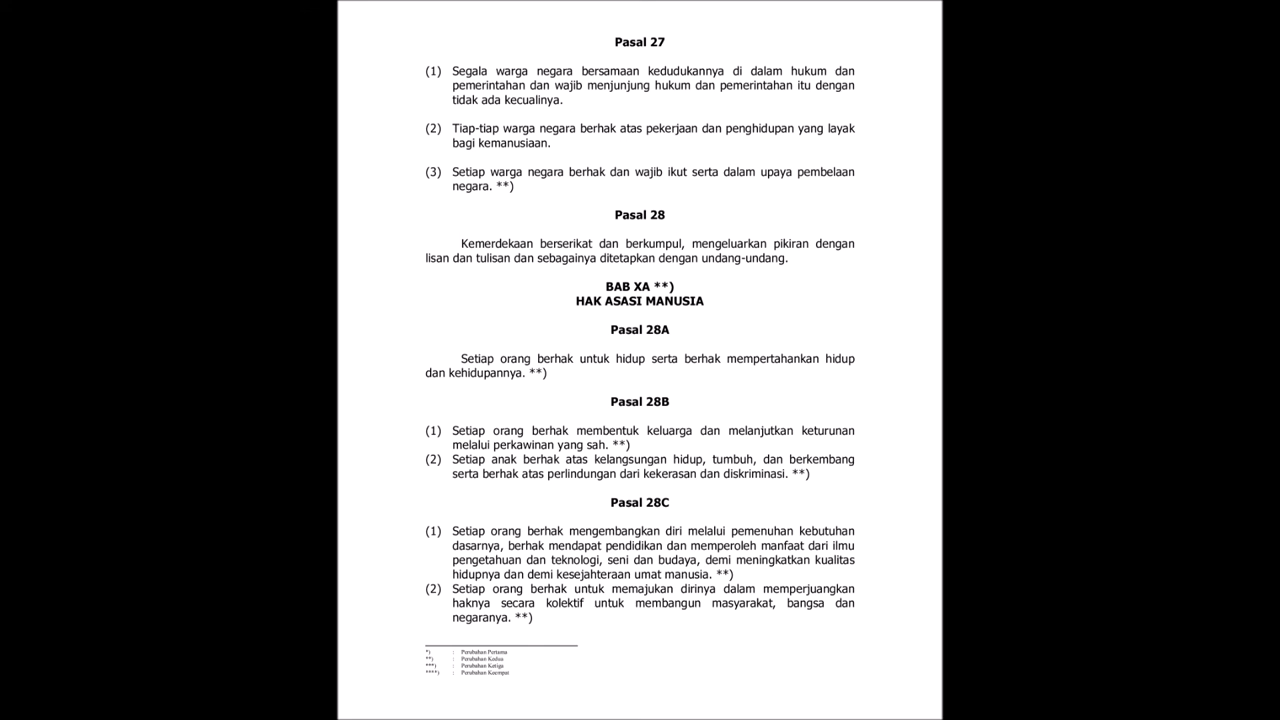 Pasal 27
(1) Segala warga negara bersamaan kedudukannya di dalam hukum dan
pemerintahan dan wajib menjunjung hukum dan pemerintahan itu dengan
tidak ada kecualinya.
(2) Tiap-tiap warga negara berhak atas pekerjaan dan penghidupan yang layak
bagi kemanusiaan.
(3) Setiap warga negara berhak dan wajib ikut serta dalam upaya pembelaan
negara. **)
Pasal 28
Kemerdekaan berserikat dan berkumpul, mengeluarkan pikiran dengan
lisan dan tulisan dan sebagainya ditetapkan dengan undang-undang.
BAB XA **)
HAK ASASI MANUSIA
Pasal 28A
Setiap orang berhak untuk hidup serta berhak mempertahankan hidup
dan kehidupannya. **)
Pasal 28B
(1) Setiap orang berhak membentuk keluarga dan melanjutkan keturunan
melalui perkawinan yang sah. **)
(2) Setiap anak berhak atas kelangsungan hidup, tumbuh, dan berkembang
serta berhak atas perlindungan dari kekerasan dan diskriminasi. **)
Pasal 28C
(1) Setiap orang berhak mengembangkan diri melalui pemenuhan kebutuhan
dasarnya, berhak mendapat pendidikan dan memperoleh manfaat dari ilmu
pengetahuan dan teknologi, seni dan budaya, demi meningkatkan kualitas
hidupnya dan demi kesejahteraan umat manusia. **)
(2) Setiap orang berhak untuk memajukan dirinya dalam memperjuangkan
haknya secara kolektif untuk membangun masyarakat, bangsa dan
negaranya. **)
*) : Perubahan Pertama
**) : Perubahan Kedua
***) : Perubahan Ketiga
****) : Perubahan Keempat